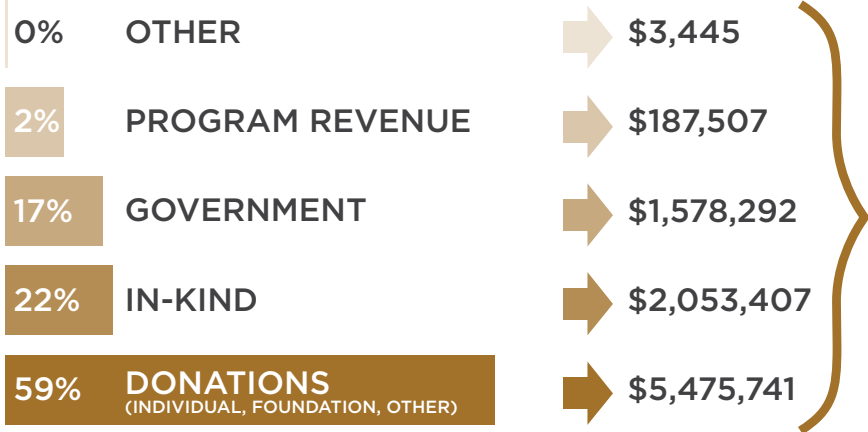 0% OTHER $3,445
2% PROGRAM REVENUE $187,507
17% GOVERNMENT $1,578,292
22% IN-KIND $2,053,407
59% DONATIONS $5,475,741
(INDIVIDUAL, FOUNDATION, OTHER)